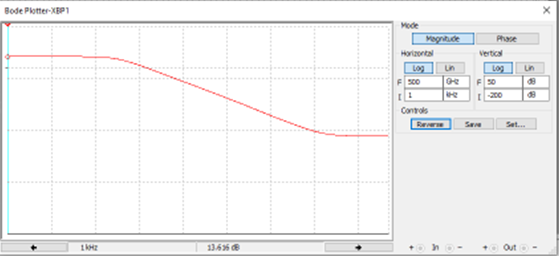 Bode Plotter-XBP1
Mode
Magnitude Phase
Horizontal Vertical
Log Lin Log Lin
F 500 GHz F 50 dB
I 1 kHz I -200 dB
Controls
Reverse Save Set...
1 kHz 13.616 dB
+ In - + Out -